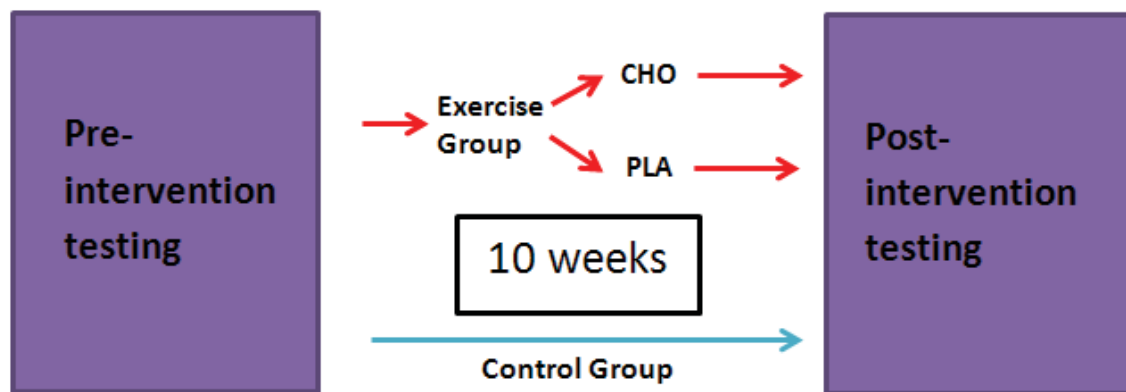 Pre-
intervention
testing
Exercise
Group
CHO
PLA
10 weeks
Control Group
Post-
intervention
testing